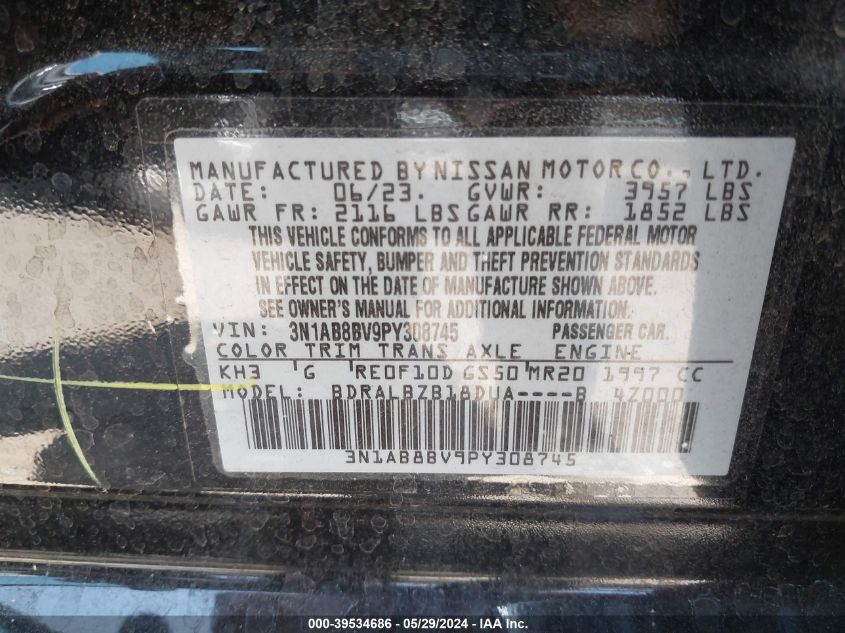 MANUFACTURED BY NISSAN MOTOR CO., LTD.
DATE: 06/23. GVWR: 3957 LBS
GAWR FR: 2116 LBS GAWR RR: 1852 LBS
THIS VEHICLE CONFORMS TO ALL APPLICABLE FEDERAL MOTOR
VEHICLE SAFETY, BUMPER AND THEFT PREVENTION STANDARDS
IN EFFECT ON THE DATE OF MANUFACTURE SHOWN ABOVE.
SEE OWNER'S MANUAL FOR ADDITIONAL INFORMATION.
VIN: 3N1AB8BV9PY308745 PASSENGER CAR.
COLOR TRIM TRANS AXLE ENGINE
KH3 'G 'RE0F10D GS50'MR20 1997 CC
MODEL: BDRALBZB18DUA----B 4Z000
3N1AB8BV9PY308745
000-39534686 - 05/29/2024 - IAA Inc.